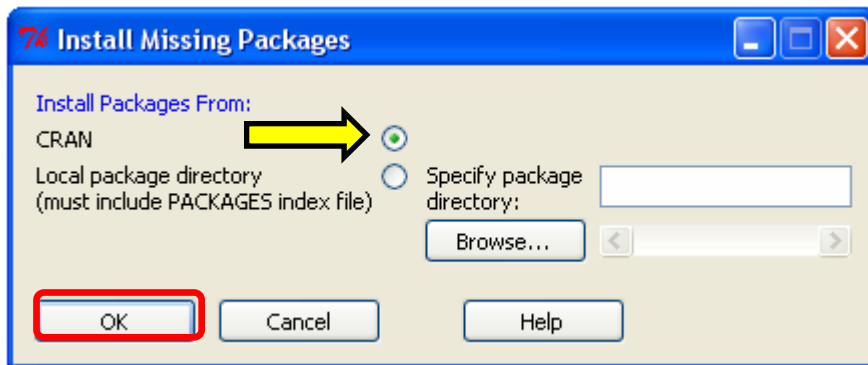 Install Missing Packages
Install Packages From:
CRAN
Local package directory
(must include PACKAGES index file)
Specify package
directory:
Browse...
OK
Cancel
Help